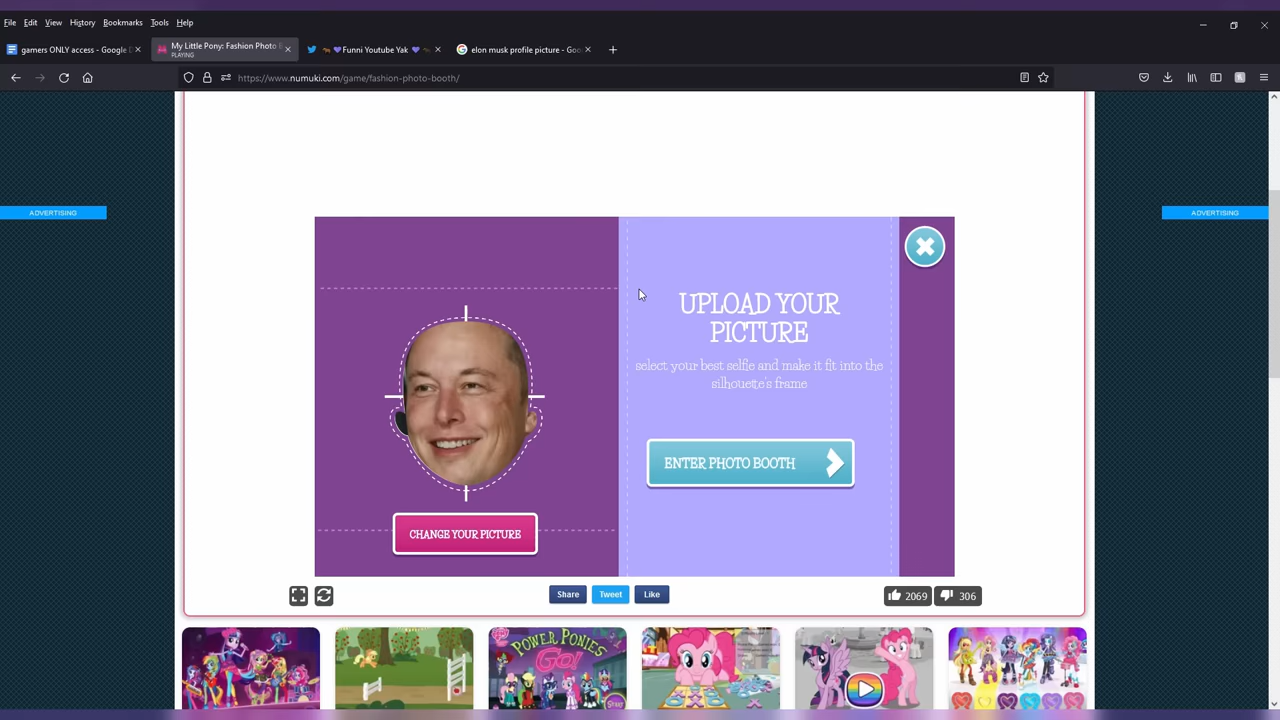 File Edit View History Bookmarks Tools Help
gamers ONLY access - Google D
My Little Pony: Fashion Photo B
PLAYING
Funni Youtube Yak
elon musk profile picture - Goo
https://www.numuki.com/game/fashion-photo-booth/
ADVERTISING
ADVERTISING
UPLOAD YOUR
PICTURE
select your best selfie and make it fit into the
silhouette's frame
ENTER PHOTO BOOTH
CHANGE YOUR PICTURE
Share
Tweet
Like
2069
306
POWER PONIES
GO!